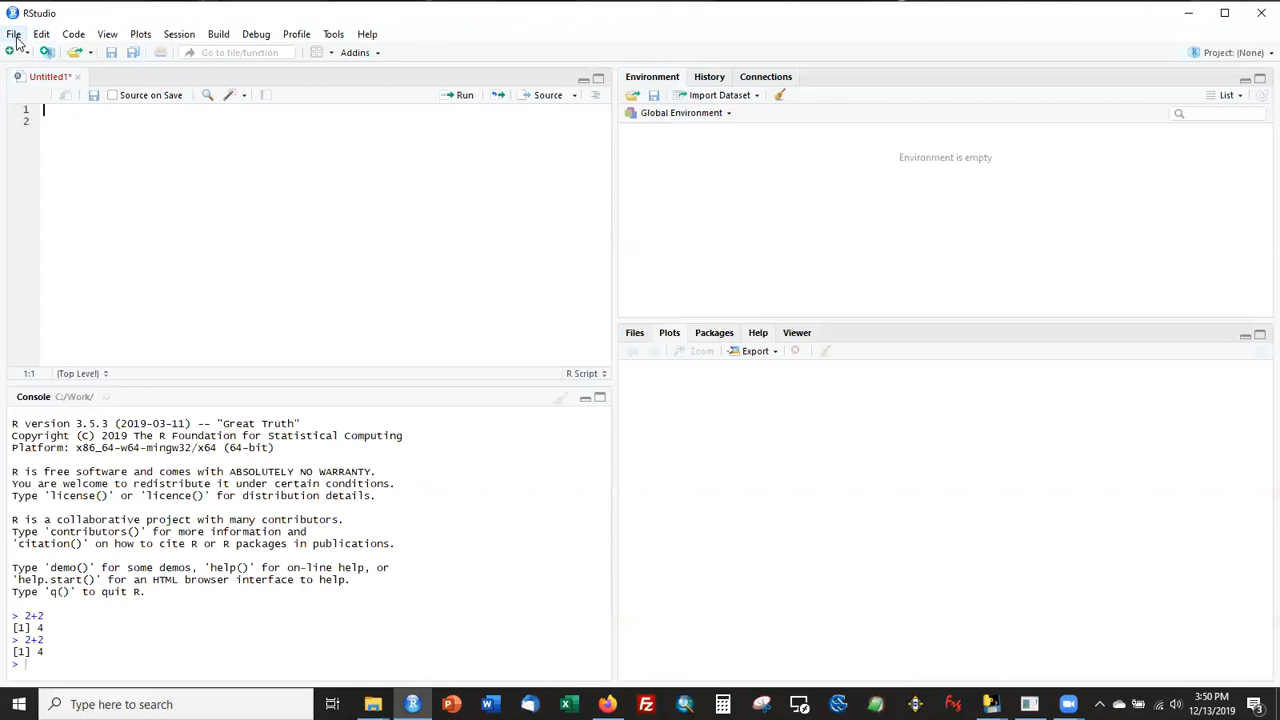 RStudio
File Edit Code View Plots Session Build Debug Profile Tools Help
Go to file/function Addins Project: (None)
Untitled1*
Source on Save Run Source
1
2
1:1 (Top Level) R Script
Console C:/Work/
R version 3.5.3 (2019-03-11) -- "Great Truth"
Copyright (C) 2019 The R Foundation for Statistical Computing
Platform: x86_64-w64-mingw32/x64 (64-bit)
R is free software and comes with ABSOLUTELY NO WARRANTY.
You are welcome to redistribute it under certain conditions.
Type 'license()' or 'licence()' for distribution details.
R is a collaborative project with many contributors.
Type 'contributors()' for more information and
'citation()' on how to cite R or R packages in publications.
Type 'demo()' for some demos, 'help()' for on-line help, or
'help.start()' for an HTML browser interface to help.
Type 'q()' to quit R.
> 2+2
[1] 4
> 2+2
[1] 4
>
Environment History Connections
Import Dataset List
Global Environment
Environment is empty
Files Plots Packages Help Viewer
Zoom Export
Type here to search
3:50 PM
12/13/2019
3